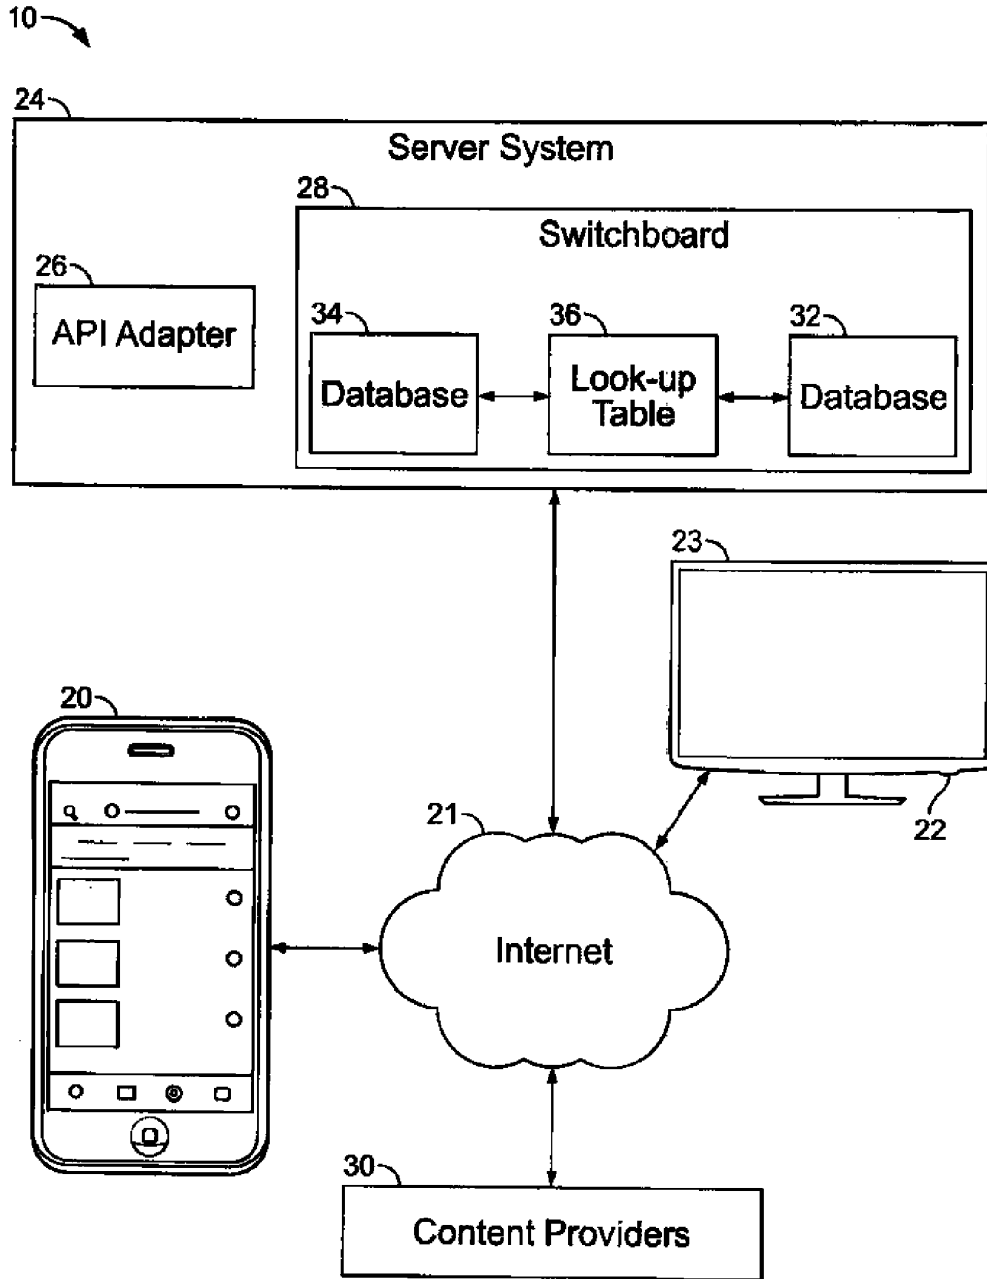 10
24
Server System
28
Switchboard
26
API Adapter
34
Database
36
Look-up
Table
32
Database
23
22
20
21
Internet
30
Content Providers